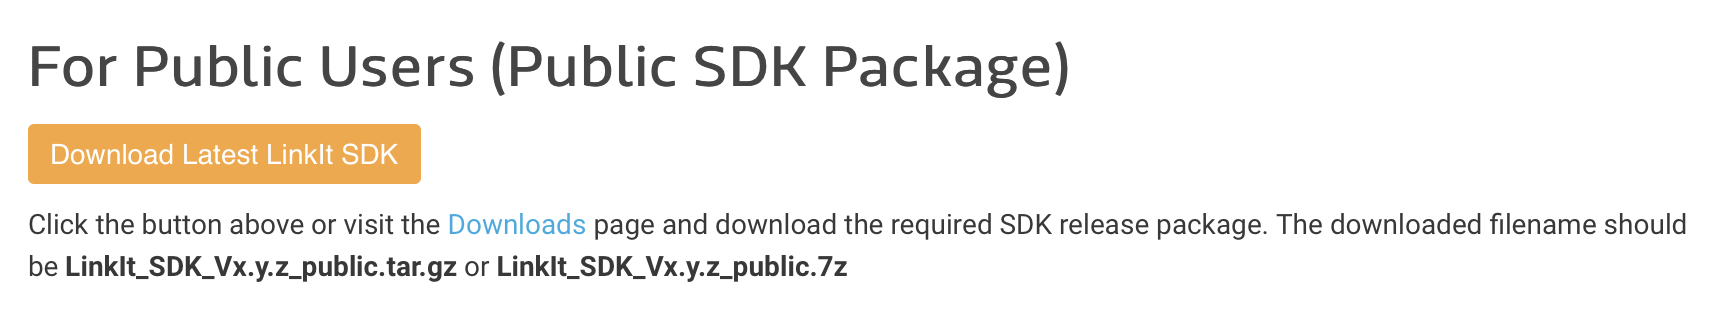 For Public Users (Public SDK Package)
Download Latest LinkIt SDK
Click the button above or visit the Downloads page and download the required SDK release package. The downloaded filename should
be LinkIt_SDK_Vx.y.z_public.tar.gz or LinkIt_SDK_Vx.y.z_public.7z